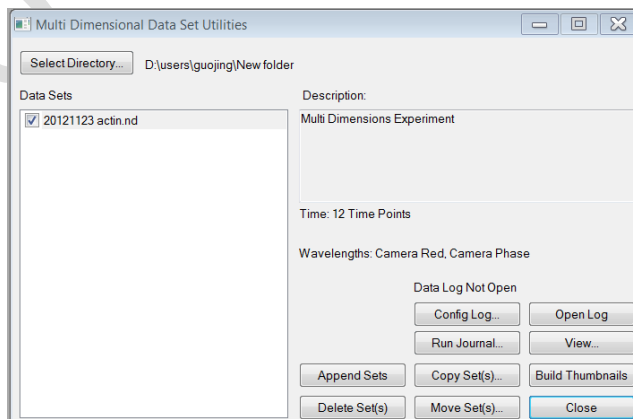 Multi Dimensional Data Set Utilities
Select Directory... D:\users\guojing\New folder
Data Sets
Description:
20121123 actin.nd
Multi Dimensions Experiment
Time: 12 Time Points
Wavelengths: Camera Red, Camera Phase
Data Log Not Open
Config Log... Open Log
Run Journal... View...
Append Sets Copy Set(s)... Build Thumbnails
Delete Set(s) Move Set(s)... Close